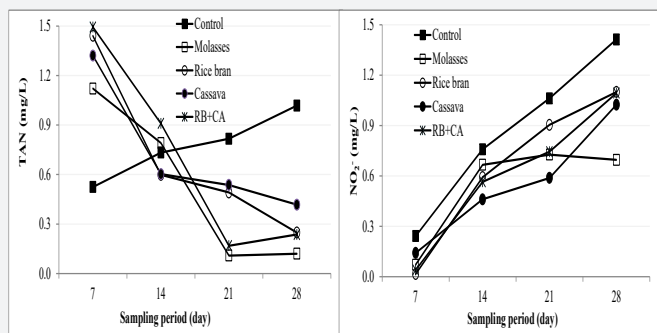 1.5
1.2
0.9
0.6
0.3
0.0
TAN (mg/L)
Control
Molasses
Rice bran
Cassava
RB+CA
7 14 21 28
Sampling period (day)
1.5
1.2
0.9
0.6
0.3
0.0
NO₂⁻ (mg/L)
Control
Molasses
Rice bran
Cassava
RB+CA
7 14 21 28
Sampling period (day)